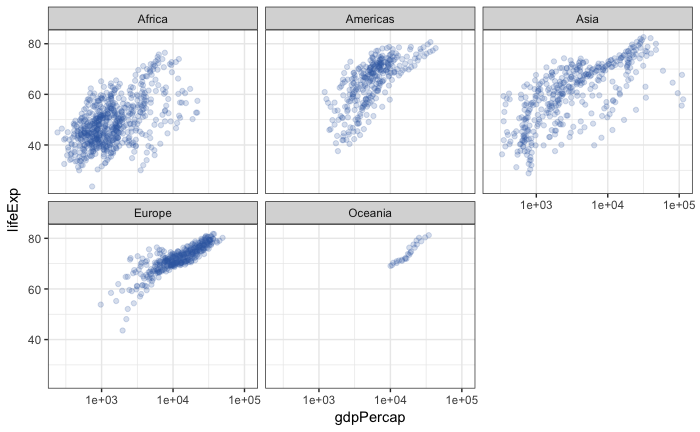 Africa Americas Asia
80
60
40
1e+03 1e+04 1e+05
Europe Oceania
80
60
40
1e+03 1e+04 1e+05 1e+03 1e+04 1e+05
gdpPercap
lifeExp